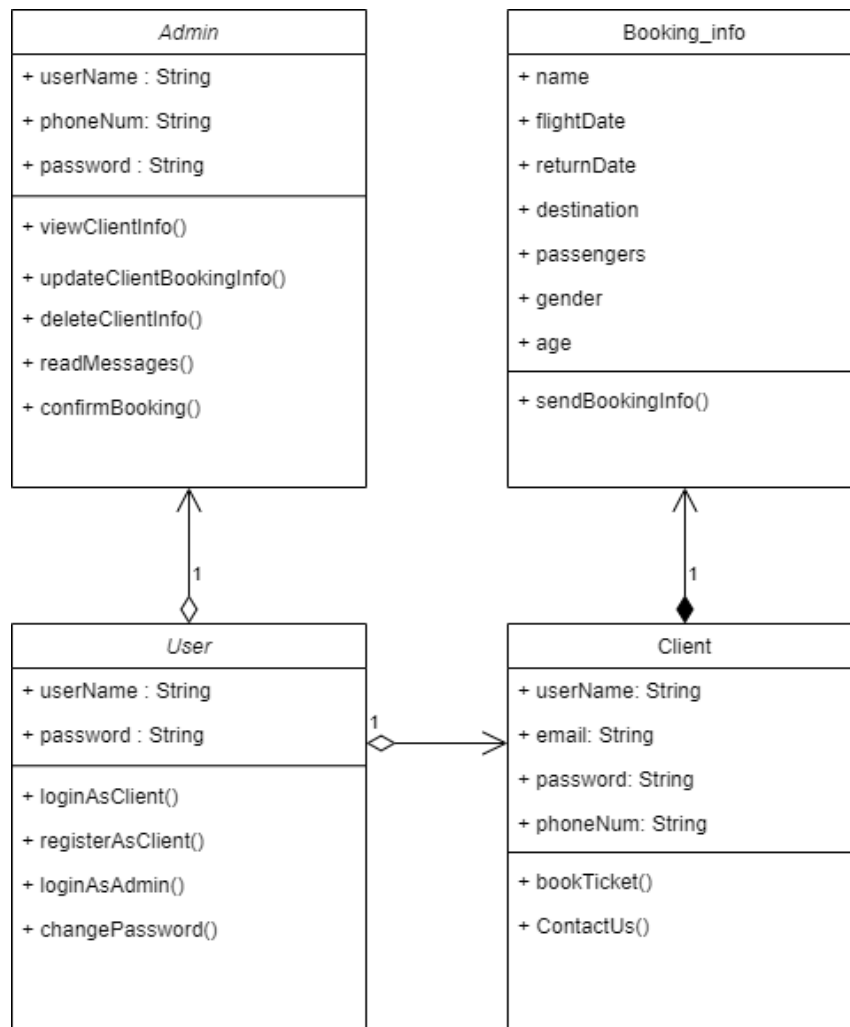 Admin
+ userName : String
+ phoneNum: String
+ password : String
+ viewClientInfo()
+ updateClientBookingInfo()
+ deleteClientInfo()
+ readMessages()
+ confirmBooking()
Booking_info
+ name
+ flightDate
+ returnDate
+ destination
+ passengers
+ gender
+ age
+ sendBookingInfo()
1
1
User
+ userName : String
+ password : String
+ loginAsClient()
+ registerAsClient()
+ loginAsAdmin()
+ changePassword()
1
Client
+ userName: String
+ email: String
+ password: String
+ phoneNum: String
+ bookTicket()
+ ContactUs()